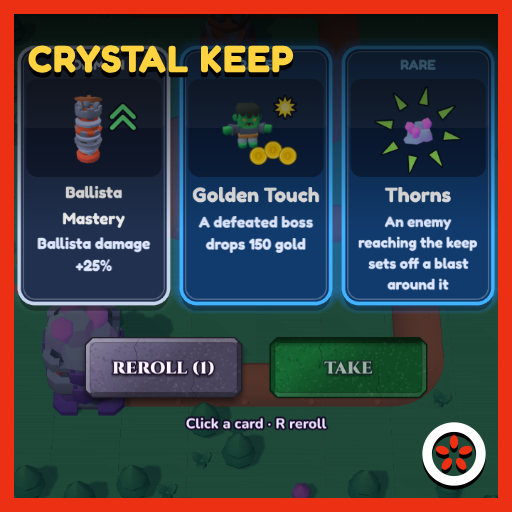 CRYSTAL KEEP
RARE
Ballista
Mastery
Ballista damage
+25%
Golden Touch
A defeated boss
drops 150 gold
Thorns
An enemy
reaching the keep
sets off a blast
around it
REROLL (1)
TAKE
Click a card · R reroll